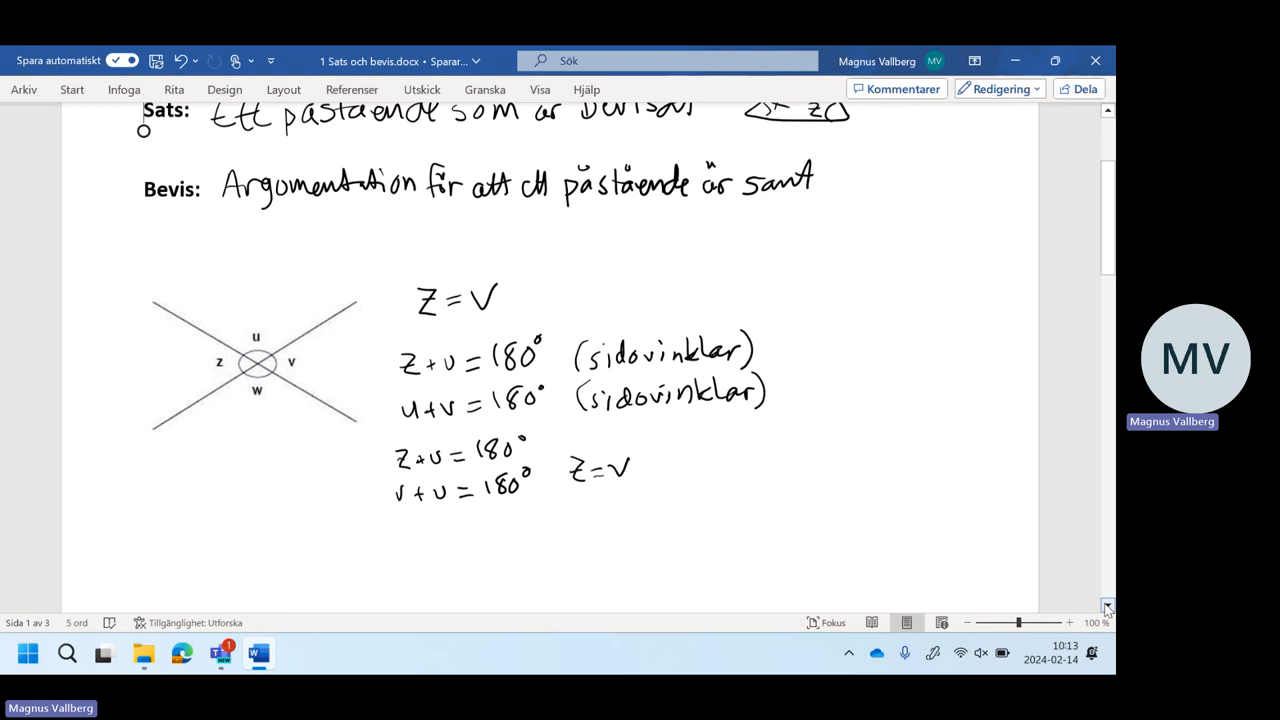 Spara automatiskt 1 Sats och bevis.docx • Sparar... Sök Magnus Vallberg MV
Arkiv Start Infoga Rita Design Layout Referenser Utskick Granska Visa Hjälp Kommentarer Redigering Dela
Sats: Ett påstående som är bevisat
Bevis: Argomentation för att ett påstående är sant
z = v
u
z v
w
z + u = 180° (sidovinklar)
u + v = 180° (sidovinklar)
z + u = 180°
v + u = 180° z = v
MV
Magnus Vallberg
Sida 1 av 3 5 ord Tillgänglighet: Utforska Fokus 100 %
1 NEW 10:13
2024-02-14
Magnus Vallberg